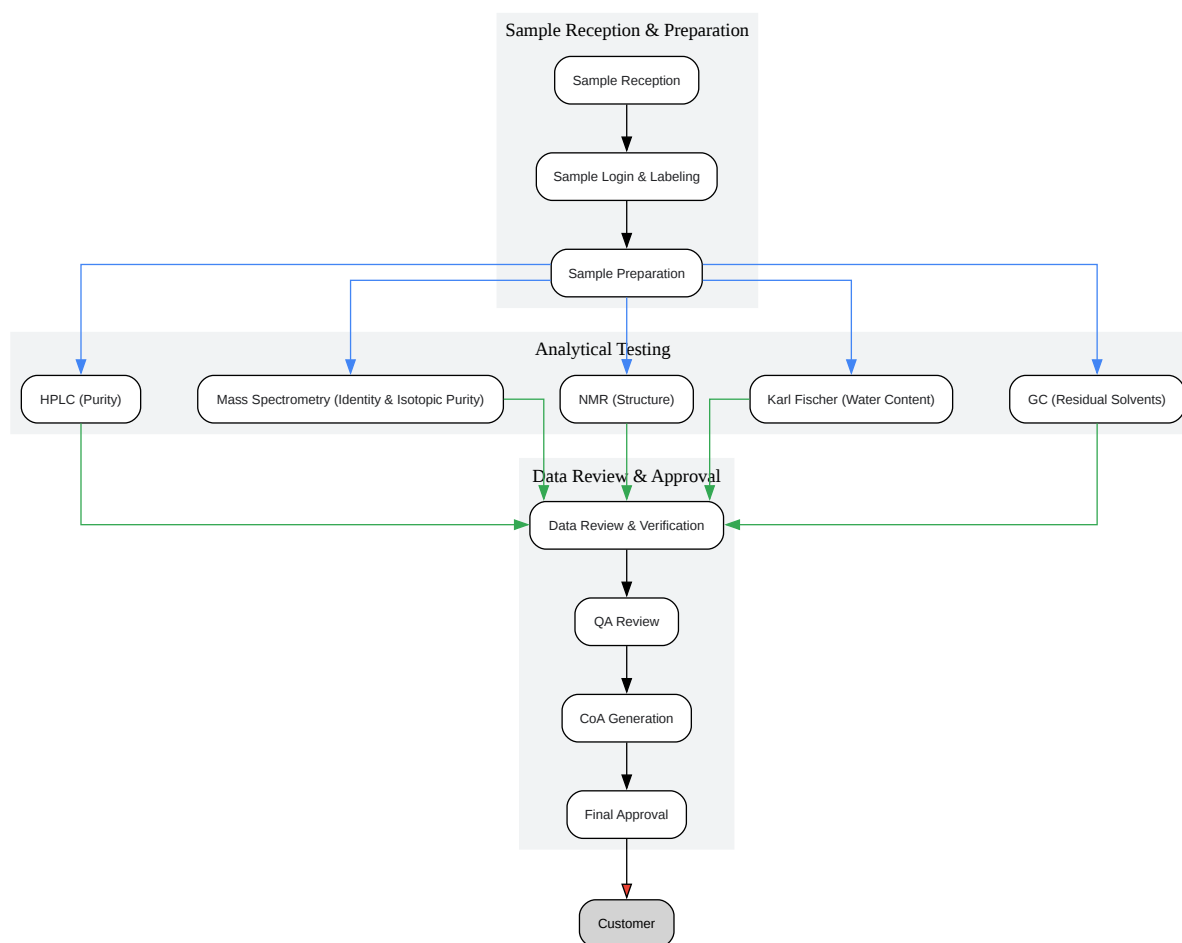 Sample Reception & Preparation
Sample Reception
Sample Login & Labeling
Sample Preparation
Analytical Testing
HPLC (Purity)
Mass Spectrometry (Identity & Isotopic Purity)
NMR (Structure)
Karl Fischer (Water Content)
GC (Residual Solvents)
Data Review & Approval
Data Review & Verification
QA Review
CoA Generation
Final Approval
Customer